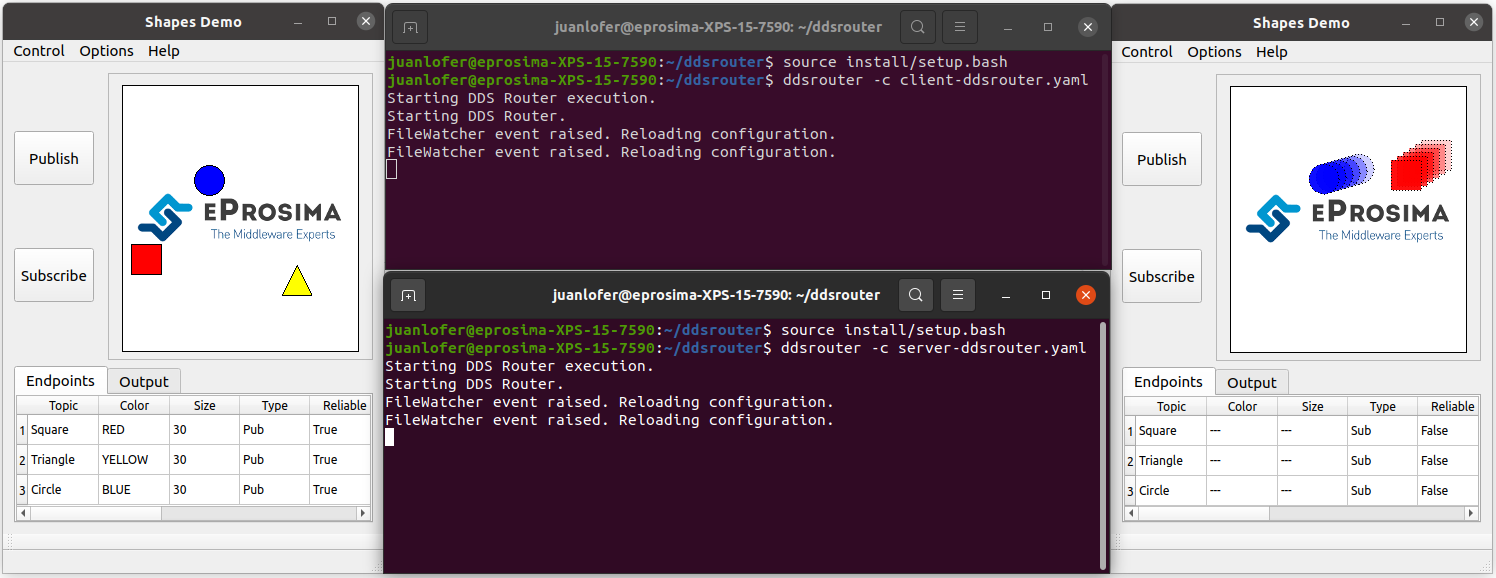 Shapes Demo
Control Options Help
Publish
Subscribe
EPROSIMA
The Middleware Experts
Endpoints Output
Topic Color Size Type Reliable
1 Square RED 30 Pub True
2 Triangle YELLOW 30 Pub True
3 Circle BLUE 30 Pub True
juanlofer@eprosima-XPS-15-7590: ~/ddsrouter
juanlofer@eprosima-XPS-15-7590:~/ddsrouter$ source install/setup.bash
juanlofer@eprosima-XPS-15-7590:~/ddsrouter$ ddsrouter -c client-ddsrouter.yaml
Starting DDS Router execution.
Starting DDS Router.
FileWatcher event raised. Reloading configuration.
FileWatcher event raised. Reloading configuration.
juanlofer@eprosima-XPS-15-7590: ~/ddsrouter
juanlofer@eprosima-XPS-15-7590:~/ddsrouter$ source install/setup.bash
juanlofer@eprosima-XPS-15-7590:~/ddsrouter$ ddsrouter -c server-ddsrouter.yaml
Starting DDS Router execution.
Starting DDS Router.
FileWatcher event raised. Reloading configuration.
FileWatcher event raised. Reloading configuration.
Shapes Demo
Control Options Help
Publish
Subscribe
EPROSIMA
The Middleware Experts
Endpoints Output
Topic Color Size Type Reliable
1 Square --- --- Sub False
2 Triangle --- --- Sub False
3 Circle --- --- Sub False